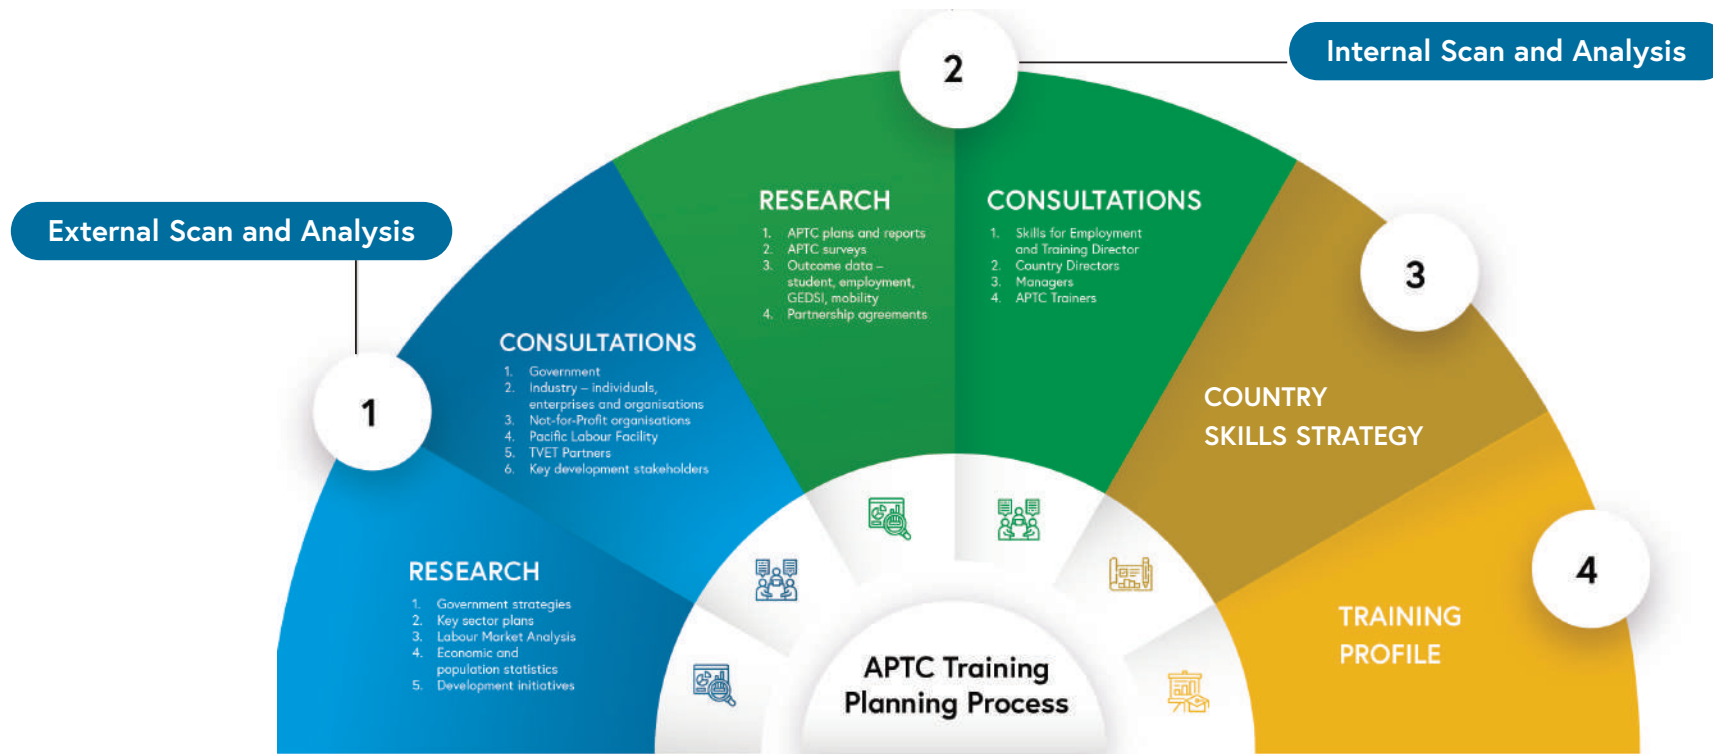 External Scan and Analysis
1
RESEARCH
1. Government strategies
2. Key sector plans
3. Labour Market Analysis
4. Economic and
population statistics
5. Development initiatives
CONSULTATIONS
1. Government
2. Industry – individuals,
enterprises and organisations
3. Not-for-Profit organisations
4. Pacific Labour Facility
5. TVET Partners
6. Key development stakeholders
Internal Scan and Analysis
2
RESEARCH
1. APTC plans and reports
2. APTC surveys
3. Outcome data –
student, employment,
GEDSI, mobility
4. Partnership agreements
CONSULTATIONS
1. Skills for Employment
and Training Director
2. Country Directors
3. Managers
4. APTC Trainers
3
COUNTRY
SKILLS STRATEGY
4
TRAINING
PROFILE
APTC Training
Planning Process